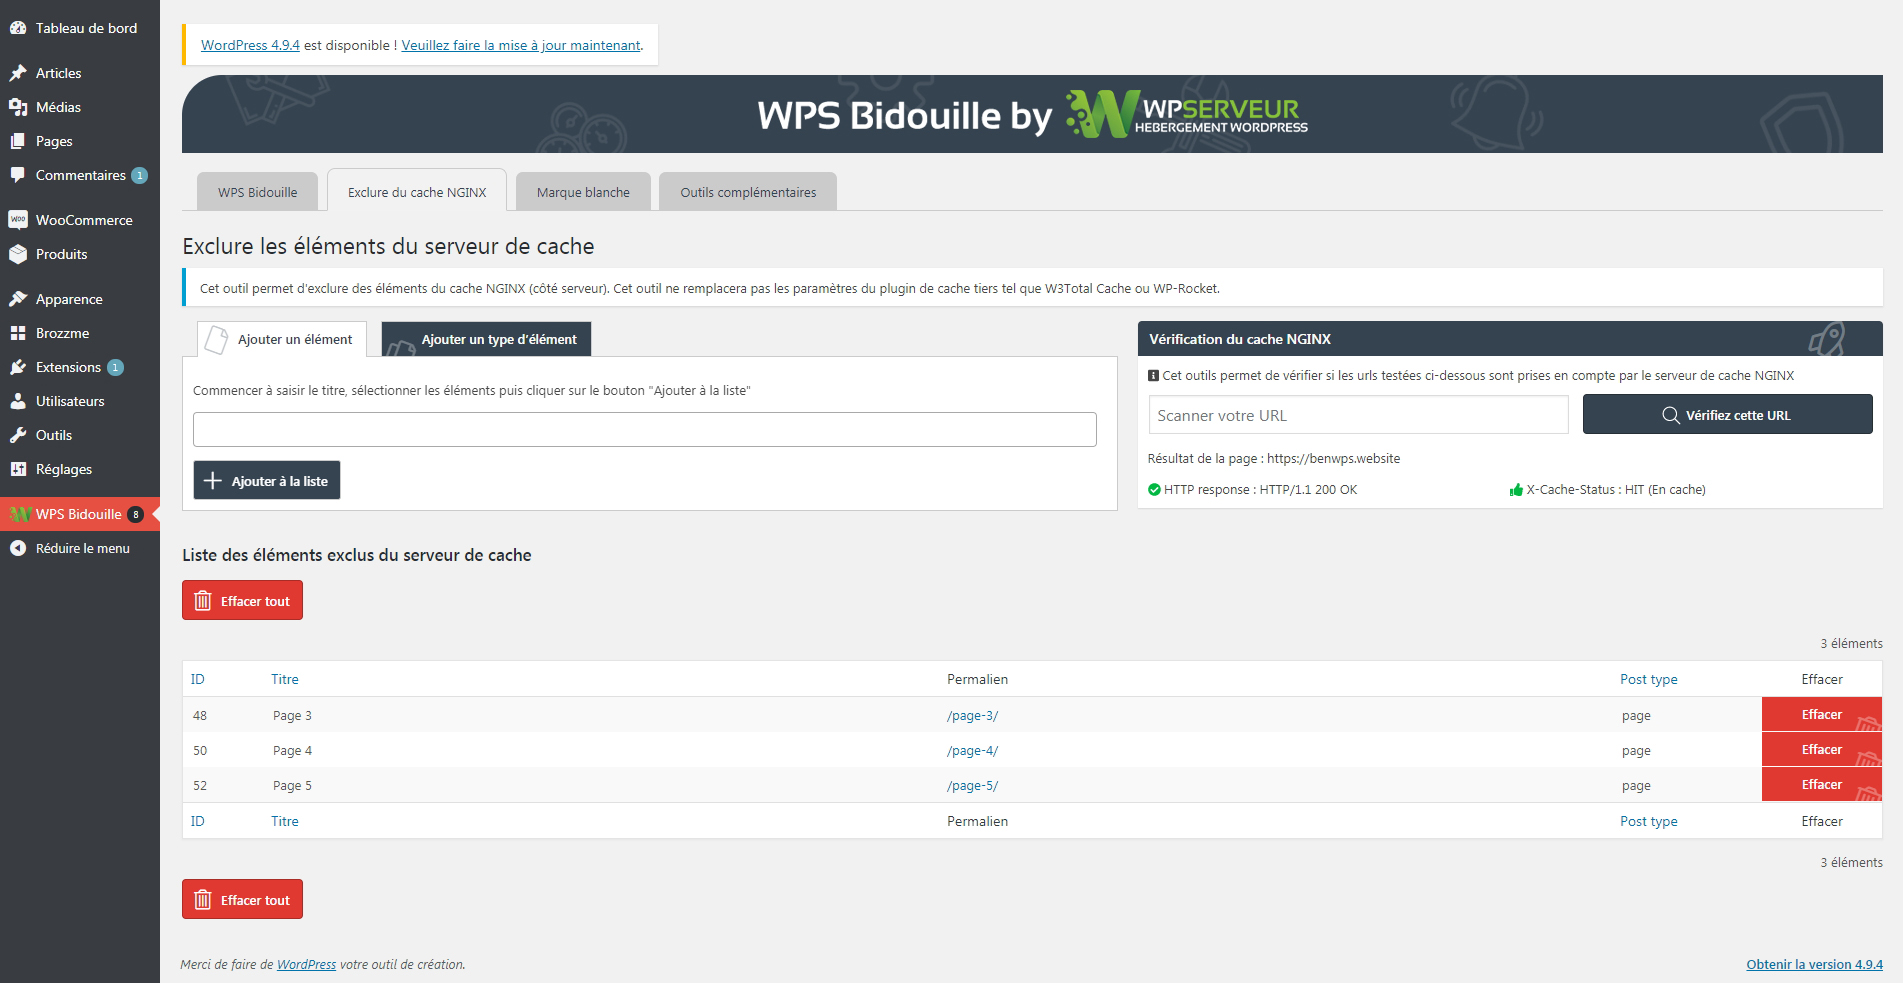 Tableau de bord
Articles
Médias
Pages
Commentaires 1
WooCommerce
Produits
Apparence
Brozzme
Extensions 1
Utilisateurs
Outils
Réglages
WPS Bidouille 8
Réduire le menu
WordPress 4.9.4 est disponible ! Veuillez faire la mise à jour maintenant.
WPS Bidouille by WPSERVEUR
HEBERGEMENT WORDPRESS
WPS Bidouille
Exclure du cache NGINX
Marque blanche
Outils complémentaires
Exclure les éléments du serveur de cache
Cet outil permet d'exclure des éléments du cache NGINX (côté serveur). Cet outil ne remplacera pas les paramètres du plugin de cache tiers tel que W3Total Cache ou WP-Rocket.
Ajouter un élément
Ajouter un type d'élément
Commencer à saisir le titre, sélectionner les éléments puis cliquer sur le bouton "Ajouter à la liste"
Ajouter à la liste
Vérification du cache NGINX
Cet outils permet de vérifier si les urls testées ci-dessous sont prises en compte par le serveur de cache NGINX
Scanner votre URL
Vérifiez cette URL
Résultat de la page : https://benwps.website
HTTP response : HTTP/1.1 200 OK
X-Cache-Status : HIT (En cache)
Liste des éléments exclus du serveur de cache
Effacer tout
3 éléments
ID Titre Permalien Post type Effacer
48 Page 3 /page-3/ page Effacer
50 Page 4 /page-4/ page Effacer
52 Page 5 /page-5/ page Effacer
ID Titre Permalien Post type Effacer
3 éléments
Effacer tout
Merci de faire de WordPress votre outil de création.
Obtenir la version 4.9.4